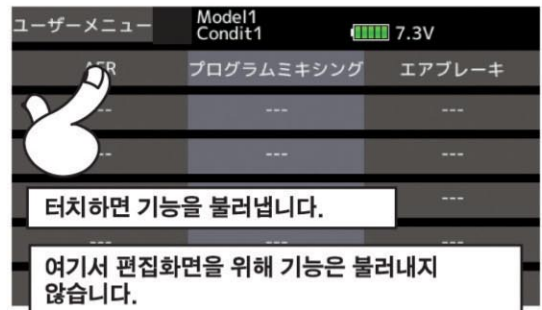 ユーザーメニュー
Model1
Condit1
7.3V
AFR プログラムミキシング エアブレーキ
--- --- ---
--- --- ---
---
터치하면 기능을 불러냅니다.
---
여기서 편집화면을 위해 기능은 불러내지
않습니다.